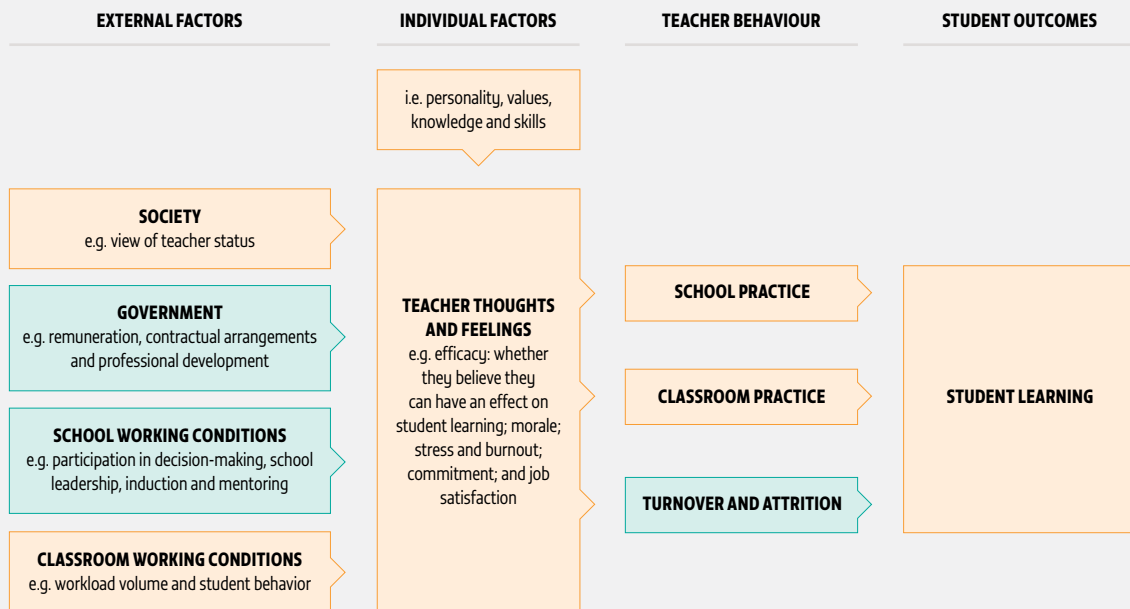 EXTERNAL FACTORS
INDIVIDUAL FACTORS
TEACHER BEHAVIOUR
STUDENT OUTCOMES
i.e. personality, values,
knowledge and skills
SOCIETY
e.g. view of teacher status
GOVERNMENT
e.g. remuneration, contractual arrangements
and professional development
SCHOOL WORKING CONDITIONS
e.g. participation in decision-making, school
leadership, induction and mentoring
CLASSROOM WORKING CONDITIONS
e.g. workload volume and student behavior
TEACHER THOUGHTS
AND FEELINGS
e.g. efficacy: whether
they believe they
can have an effect on
student learning; morale;
stress and burnout;
commitment; and job
satisfaction
SCHOOL PRACTICE
CLASSROOM PRACTICE
TURNOVER AND ATTRITION
STUDENT LEARNING